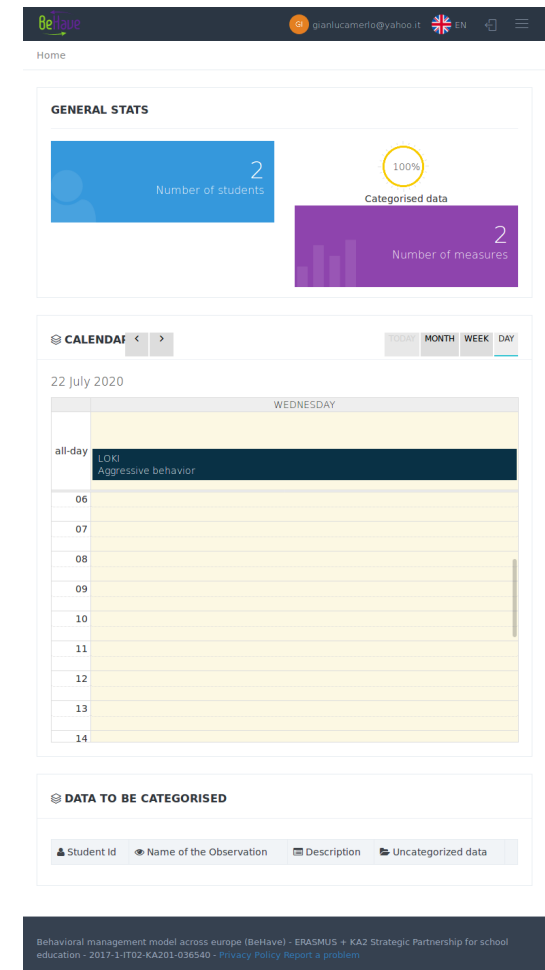 BeHave
GI gianlucamerlo@yahoo.it EN
Home
GENERAL STATS
2
Number of students
100%
Categorised data
2
Number of measures
CALENDAR
TODAY MONTH WEEK DAY
22 July 2020
WEDNESDAY
all-day
LOKI
Aggressive behavior
06
07
08
09
10
11
12
13
14
DATA TO BE CATEGORISED
Student Id Name of the Observation Description Uncategorized data
Behavioral management model across europe (BeHave) - ERASMUS + KA2 Strategic Partnership for school
education - 2017-1-IT02-KA201-036540 - Privacy Policy Report a problem